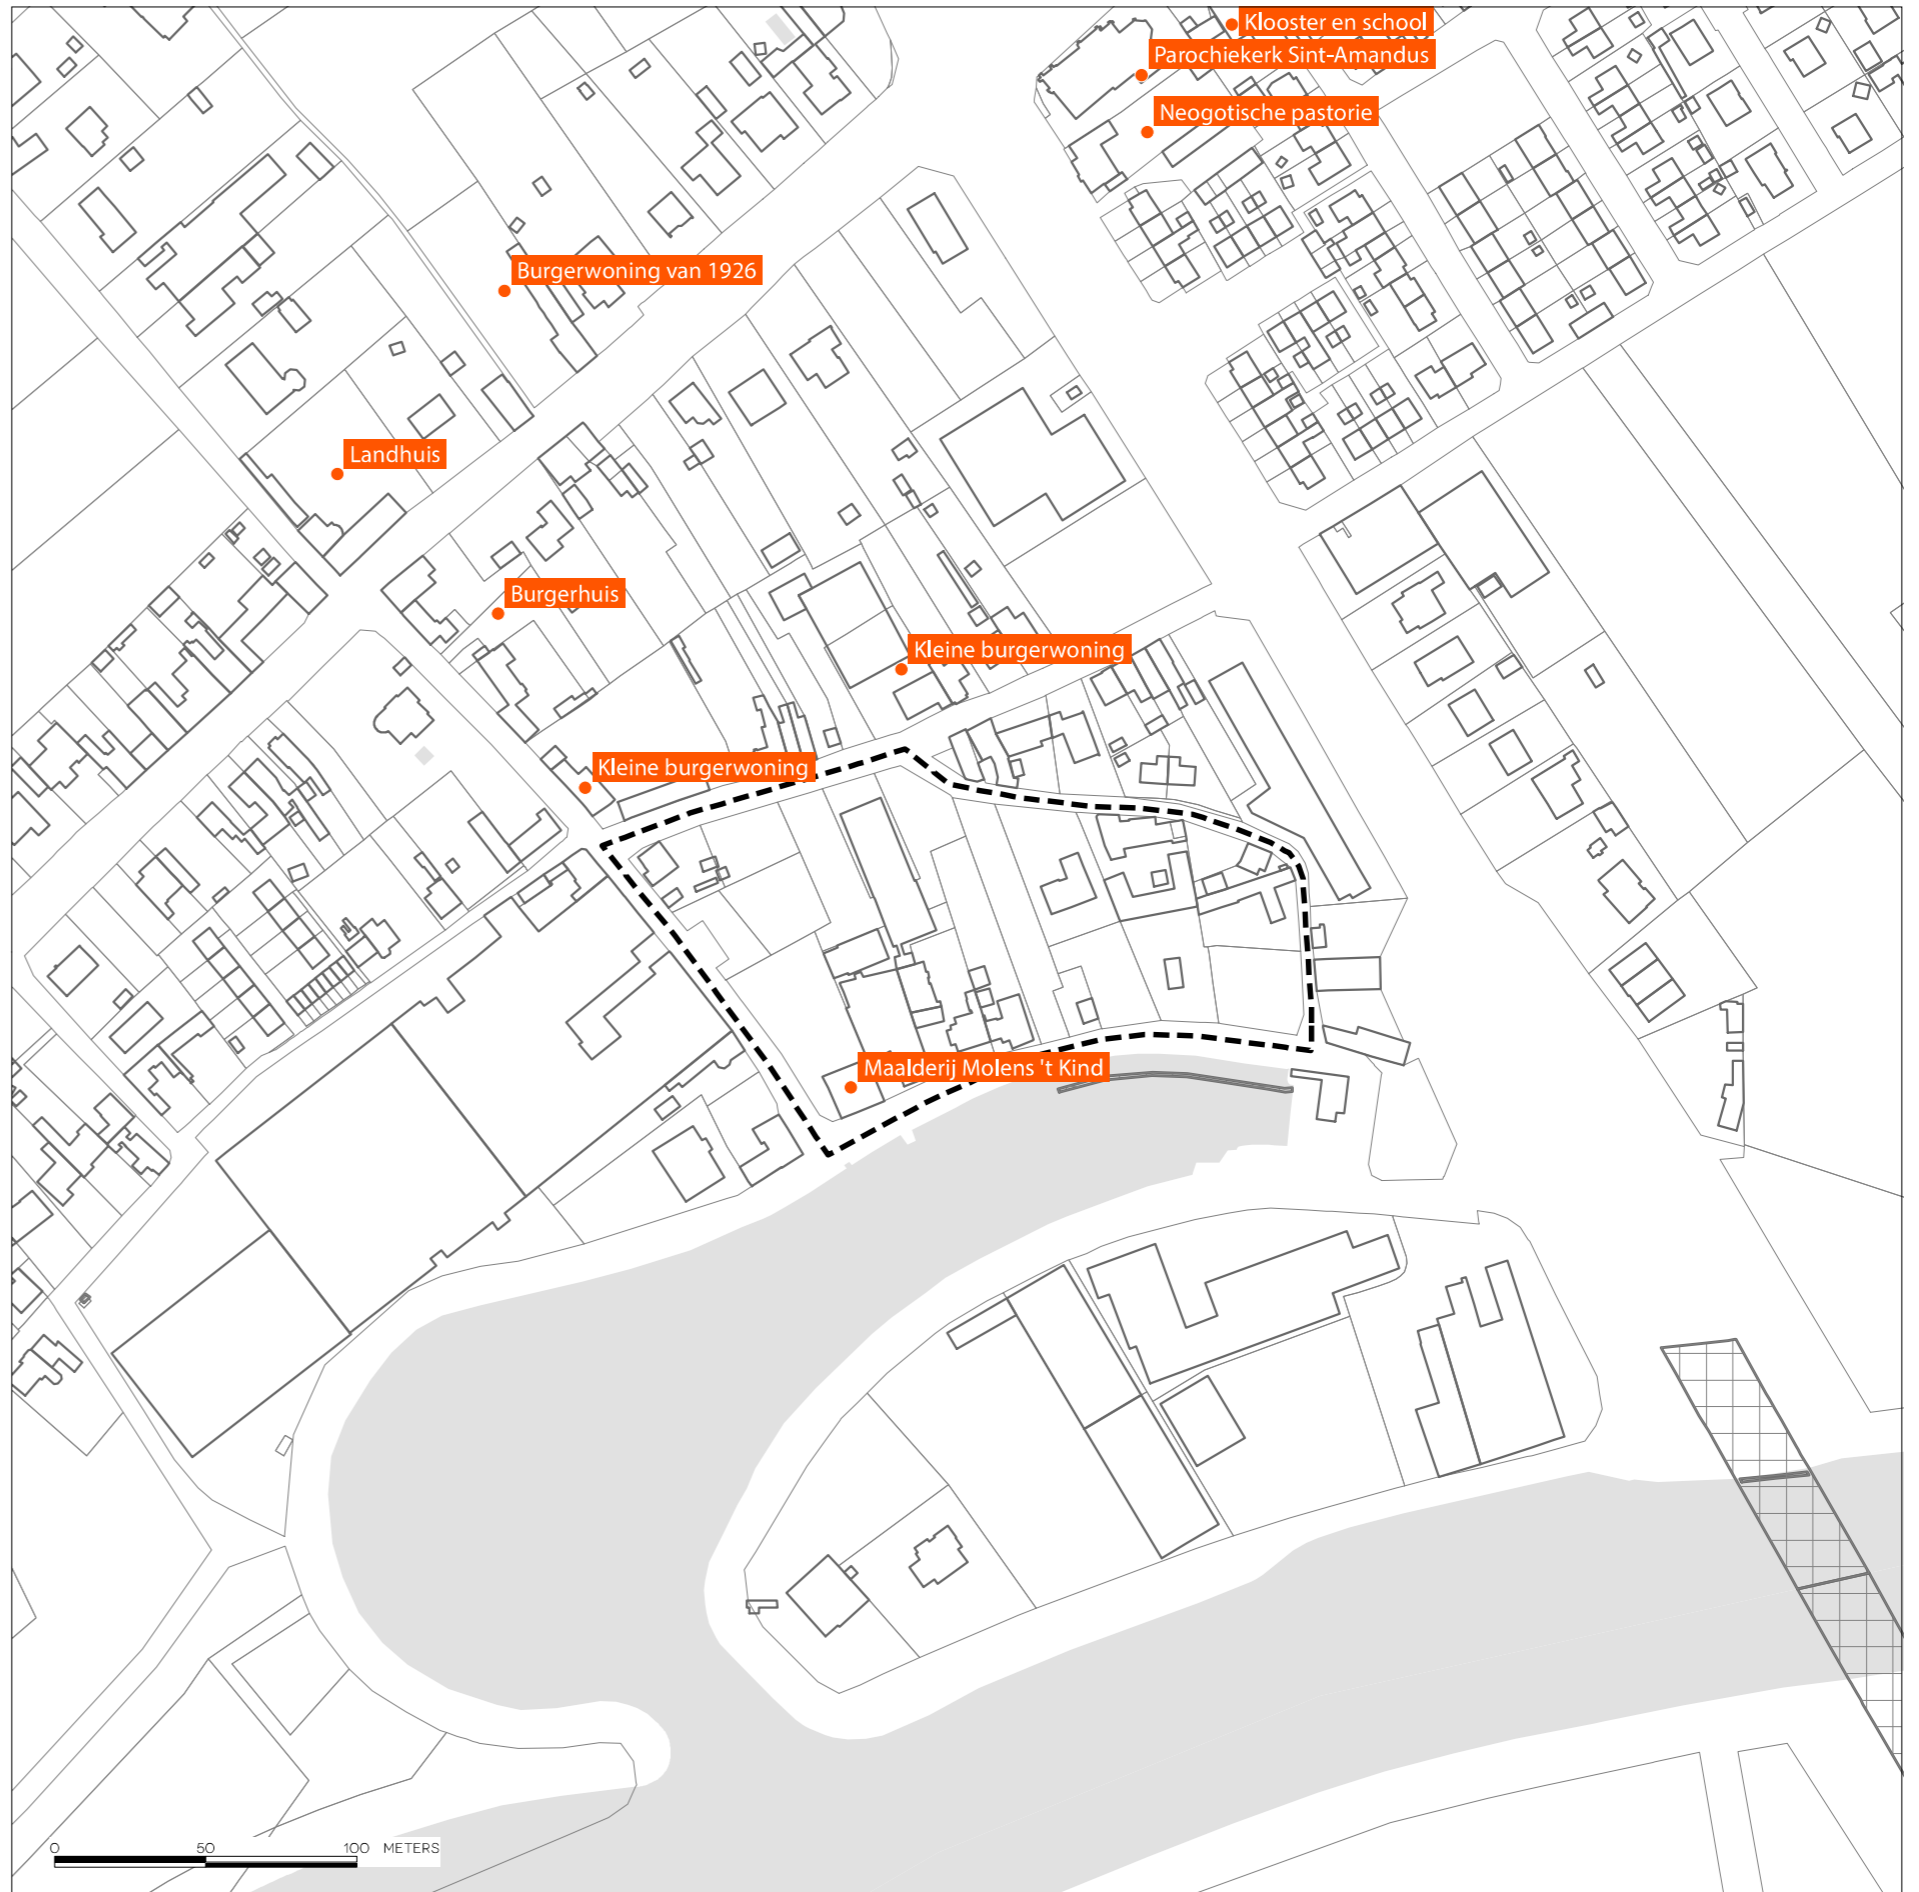 Klooster en school
Parochiekerk Sint-Amandus
Neogotische pastorie
Burgerwoning van 1926
Landhuis
Burgerhuis
Kleine burgerwoning
Kleine burgerwoning
Maalderij Molens 't Kind
0 50 100 METERS